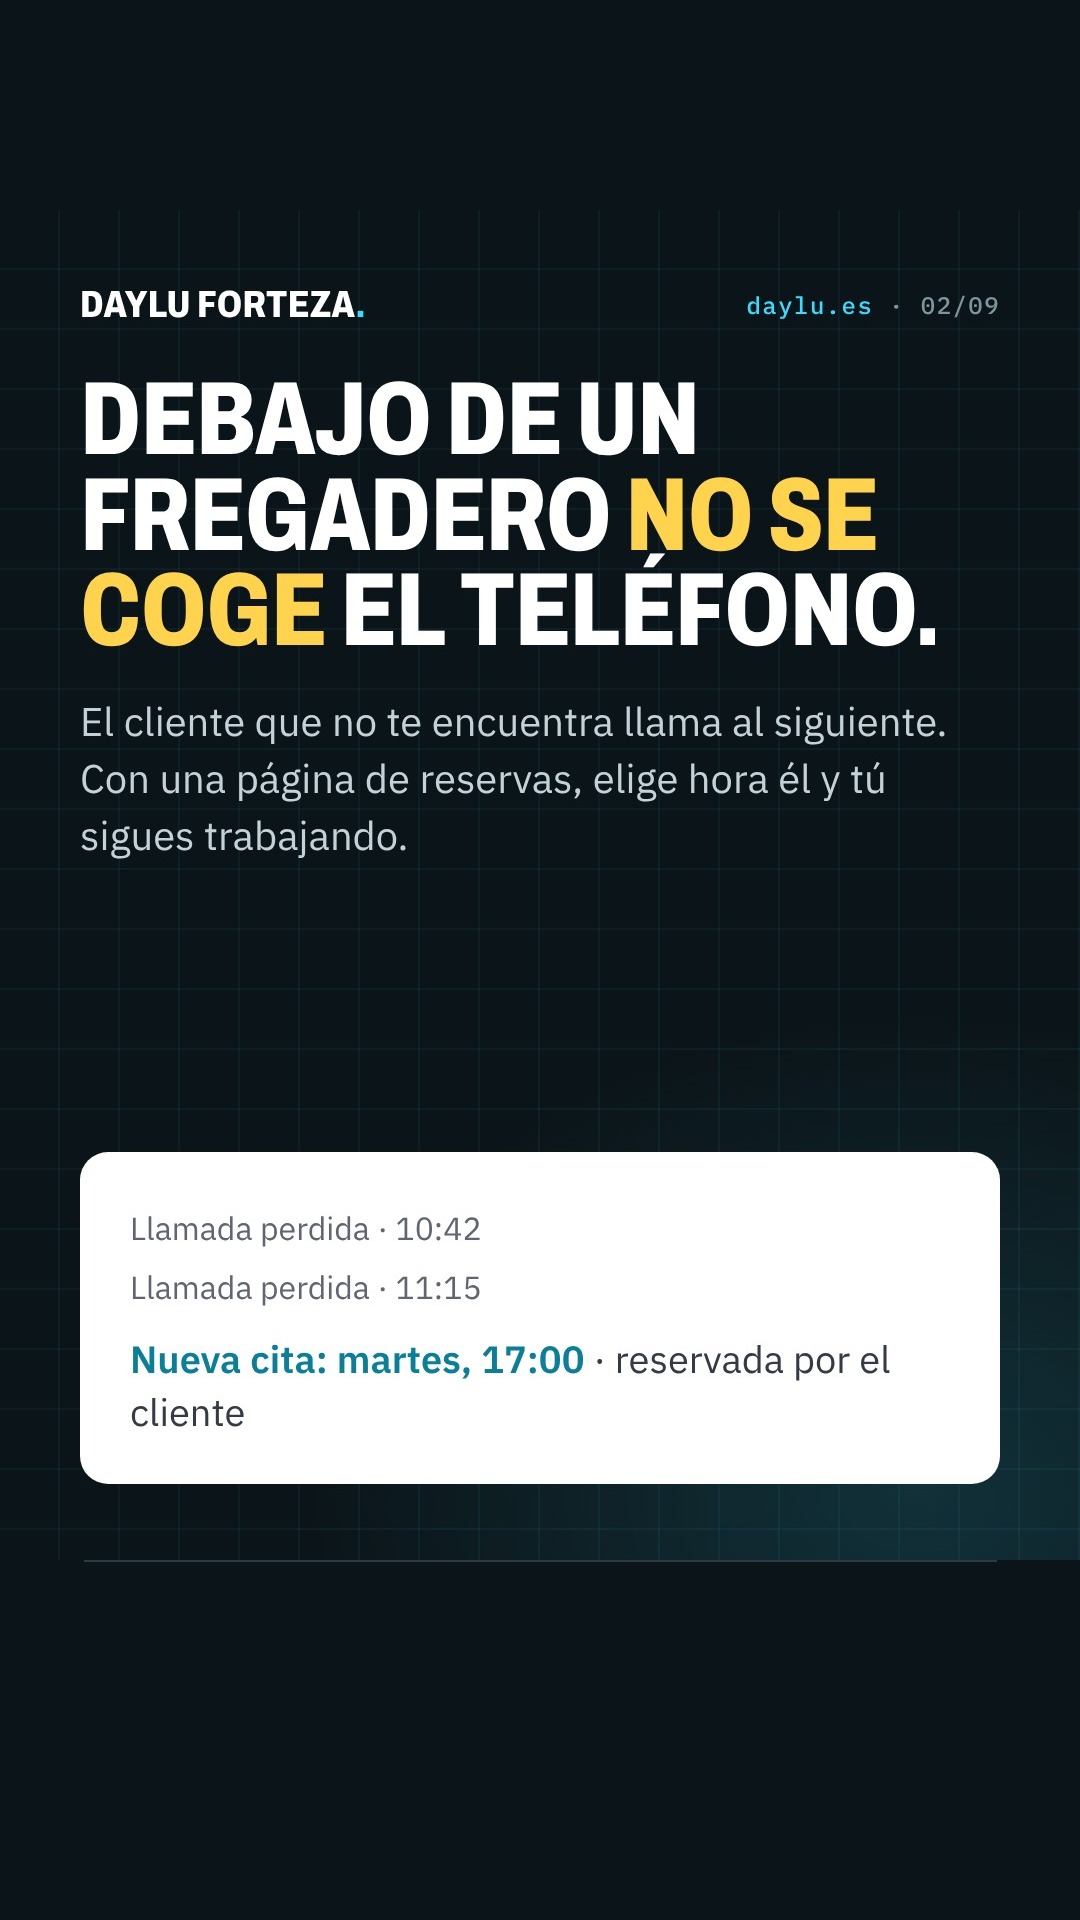 DAYLU FORTEZA.
daylu.es · 02/09
DEBAJO DE UN
FREGADERO NO SE
COGE EL TELÉFONO.
El cliente que no te encuentra llama al siguiente.
Con una página de reservas, elige hora él y tú
sigues trabajando.
Llamada perdida · 10:42
Llamada perdida · 11:15
Nueva cita: martes, 17:00 · reservada por el
cliente